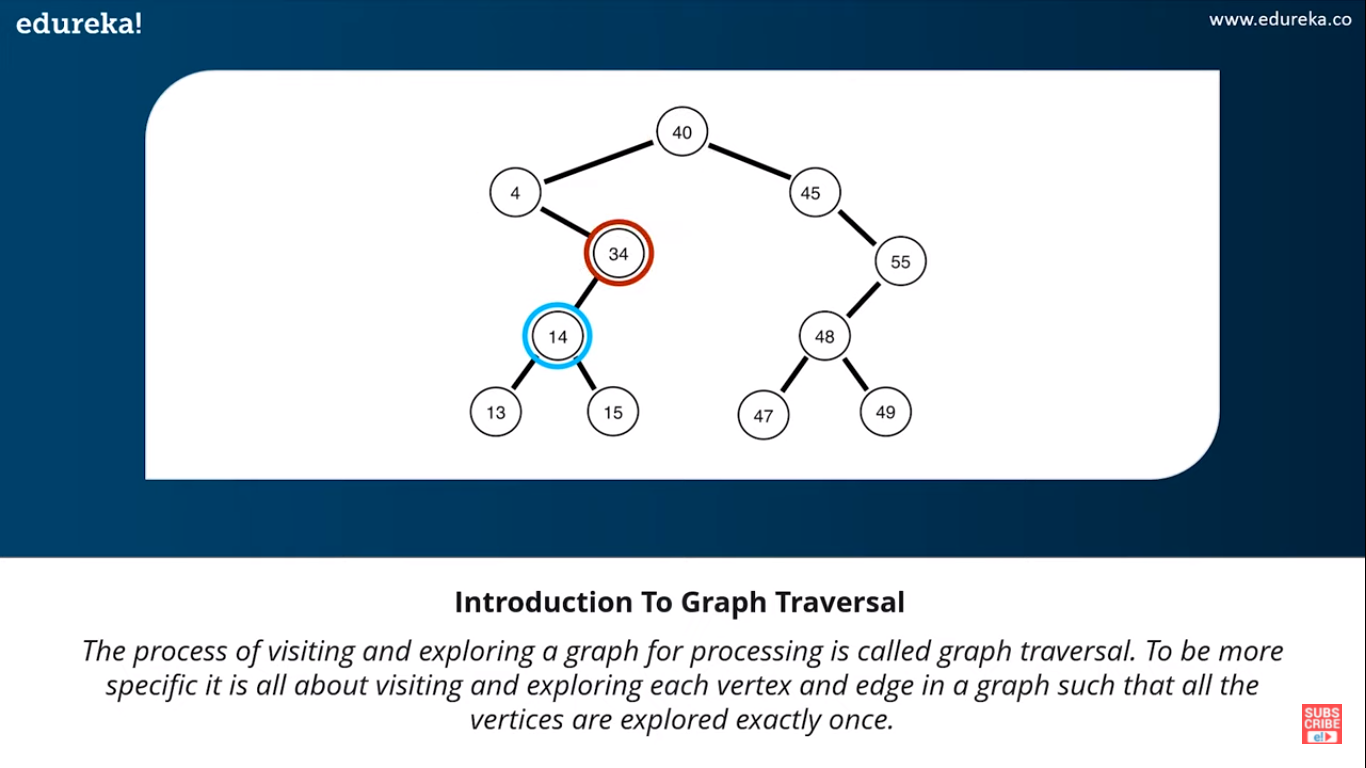 edureka!
www.edureka.co
40
4
45
34
55
14
48
13
15
47
49
Introduction To Graph Traversal
The process of visiting and exploring a graph for processing is called graph traversal. To be more
specific it is all about visiting and exploring each vertex and edge in a graph such that all the
vertices are explored exactly once.
SUBS
CRIBE
e!